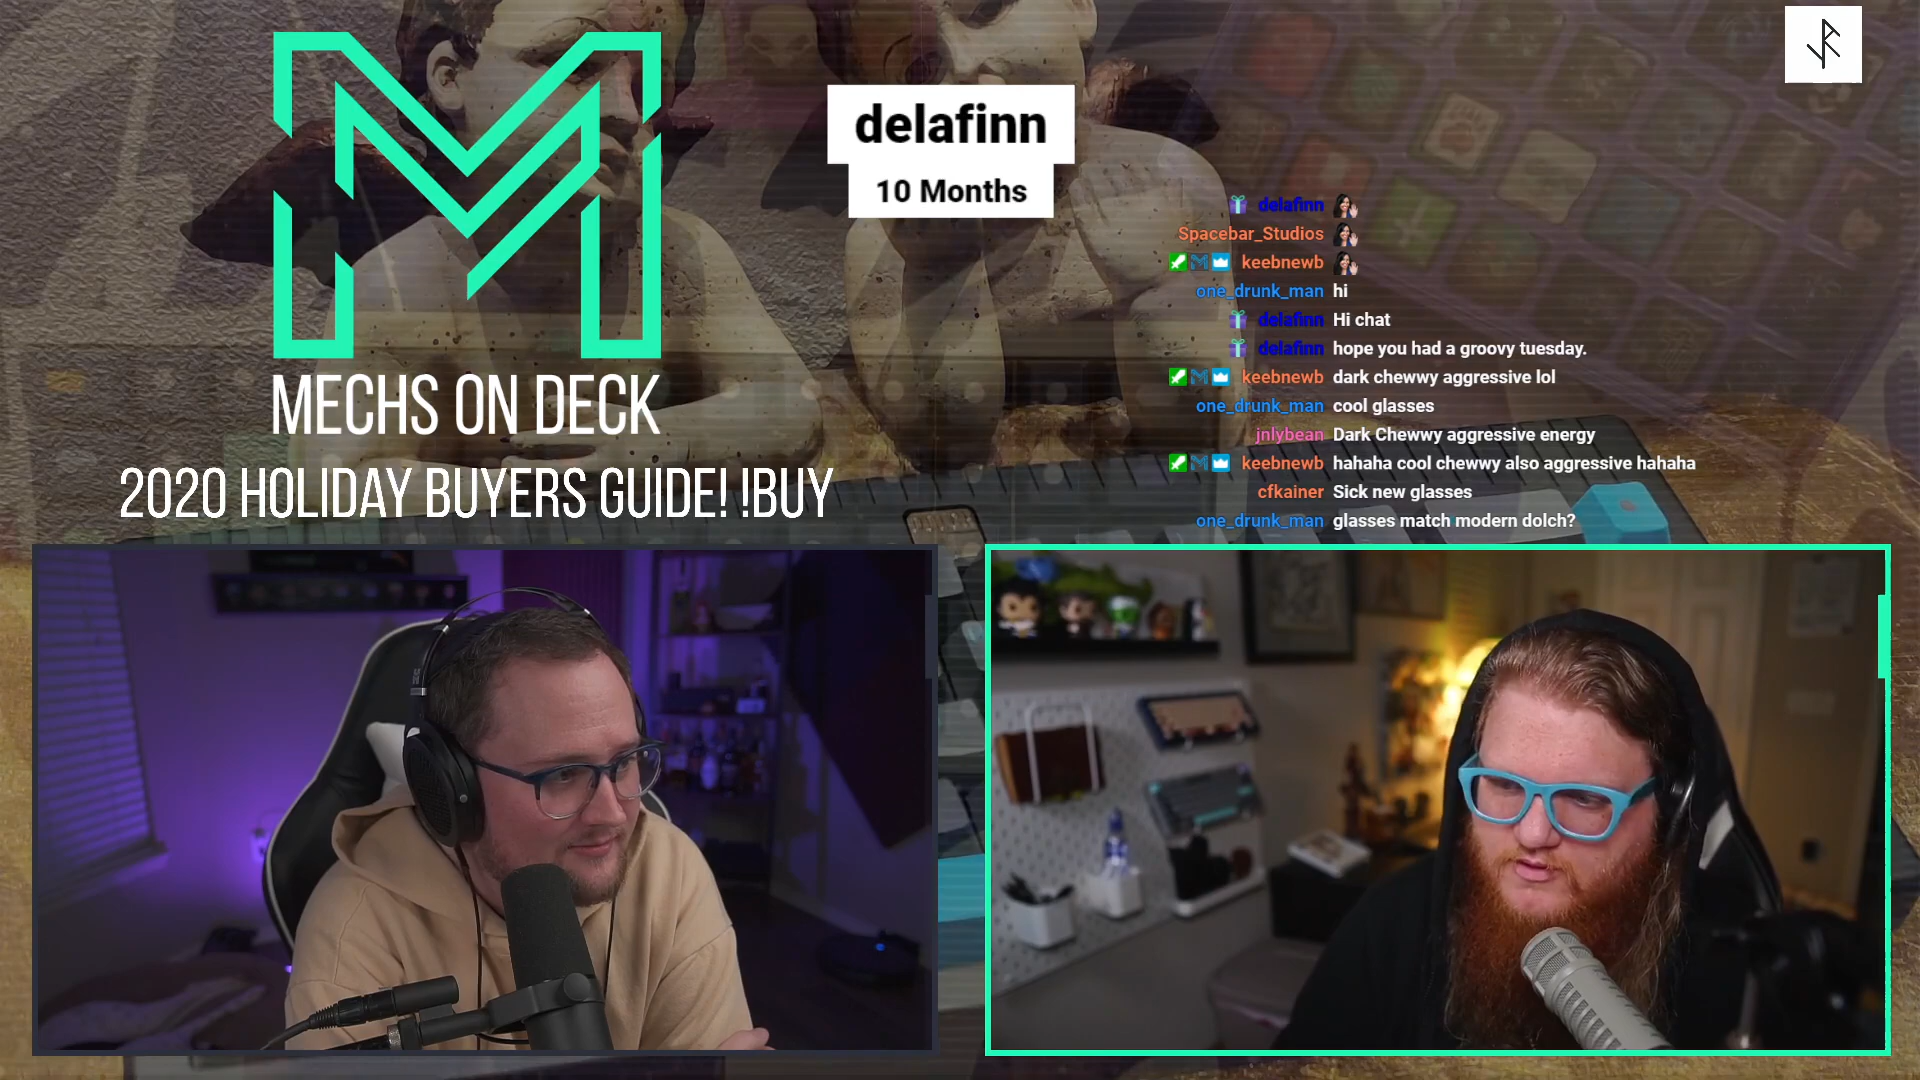 MECHS ON DECK
2020 HOLIDAY BUYERS GUIDE! !BUY
delafinn
10 Months
delafinn
Spacebar_Studios
keebnewb
one_drunk_man hi
delafinn Hi chat
delafinn hope you had a groovy tuesday.
keebnewb dark chewwy aggressive lol
one_drunk_man cool glasses
jnlybean Dark Chewwy aggressive energy
keebnewb hahaha cool chewwy also aggressive hahaha
cfkainer Sick new glasses
one_drunk_man glasses match modern dolch?